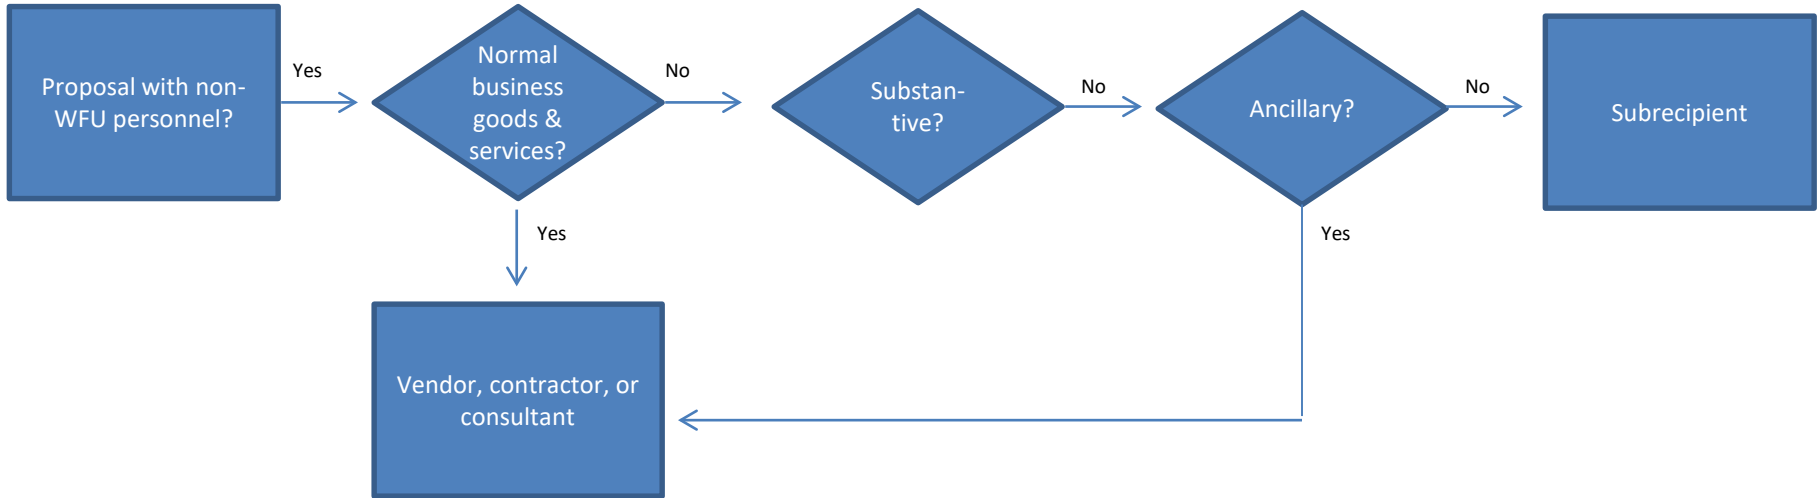 Proposal with non-
WFU personnel?
Yes
Normal
business
goods &
services?
No
Substan-
tive?
No
Ancillary?
No
Subrecipient
Yes
Yes
Vendor, contractor, or
consultant